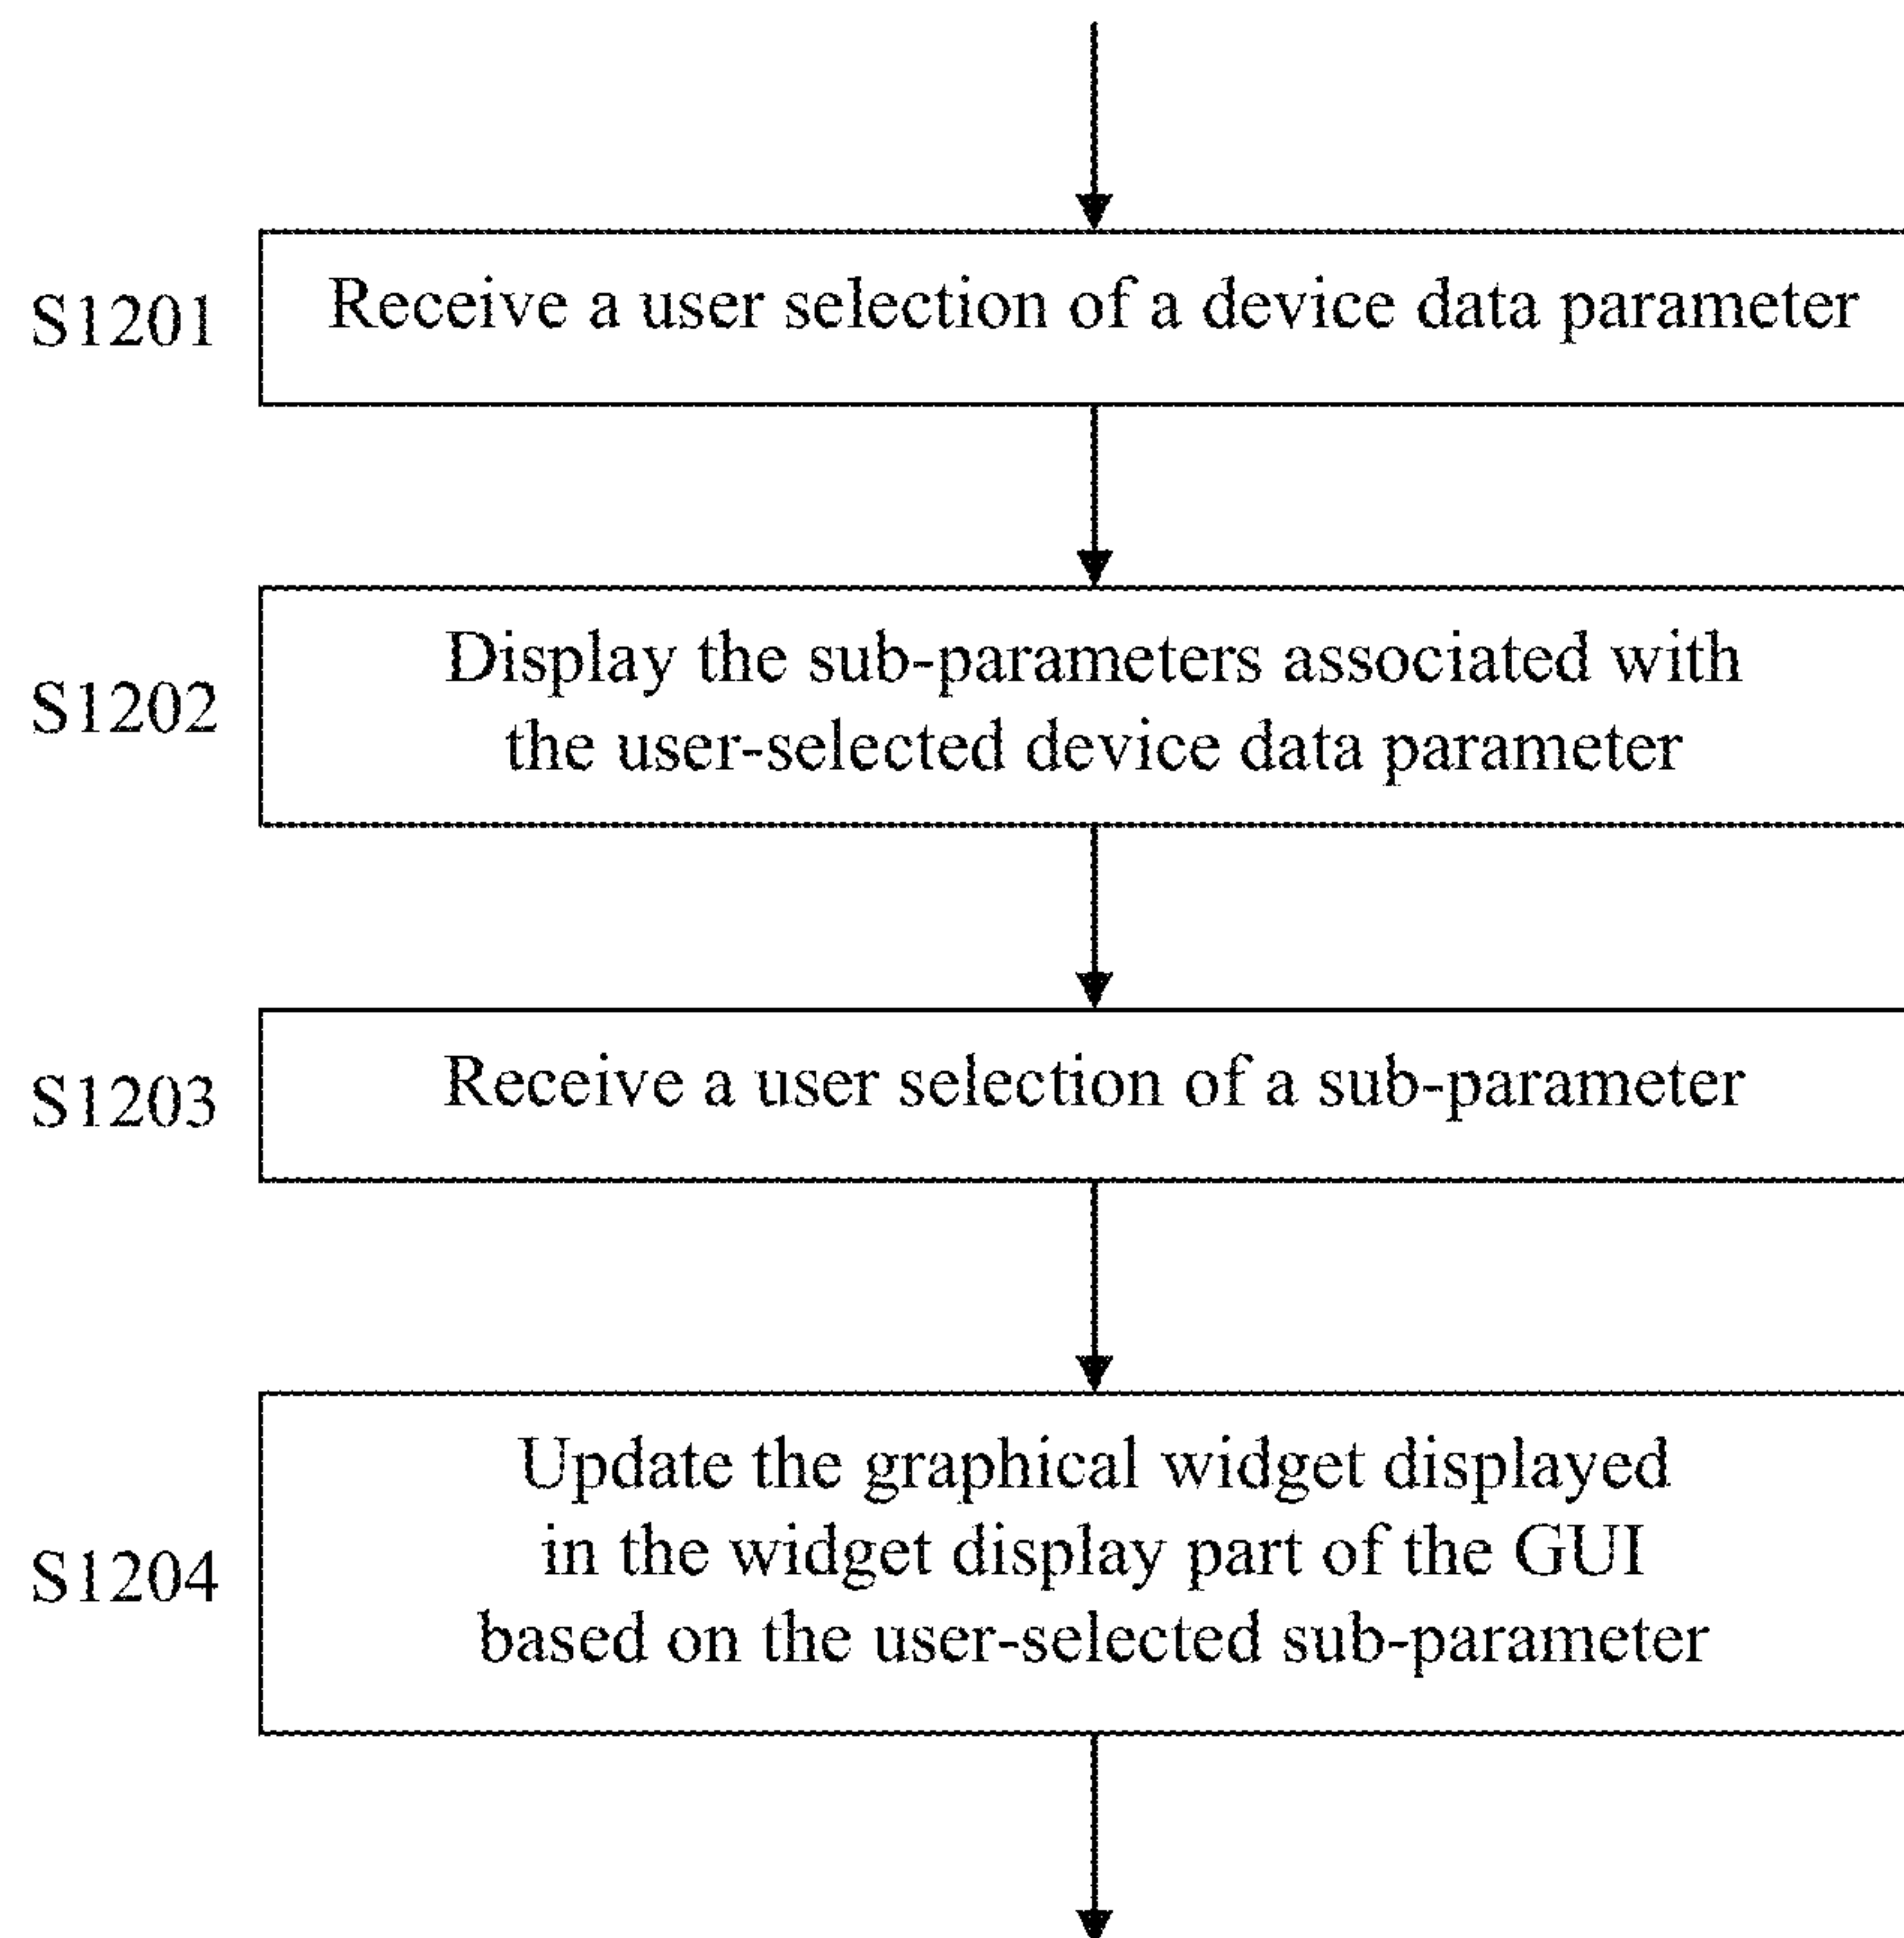 S1201
Receive a user selection of a device data parameter
S1202
Display the sub-parameters associated with
the user-selected device data parameter
S1203
Receive a user selection of a sub-parameter
S1204
Update the graphical widget displayed
in the widget display part of the GUI
based on the user-selected sub-parameter